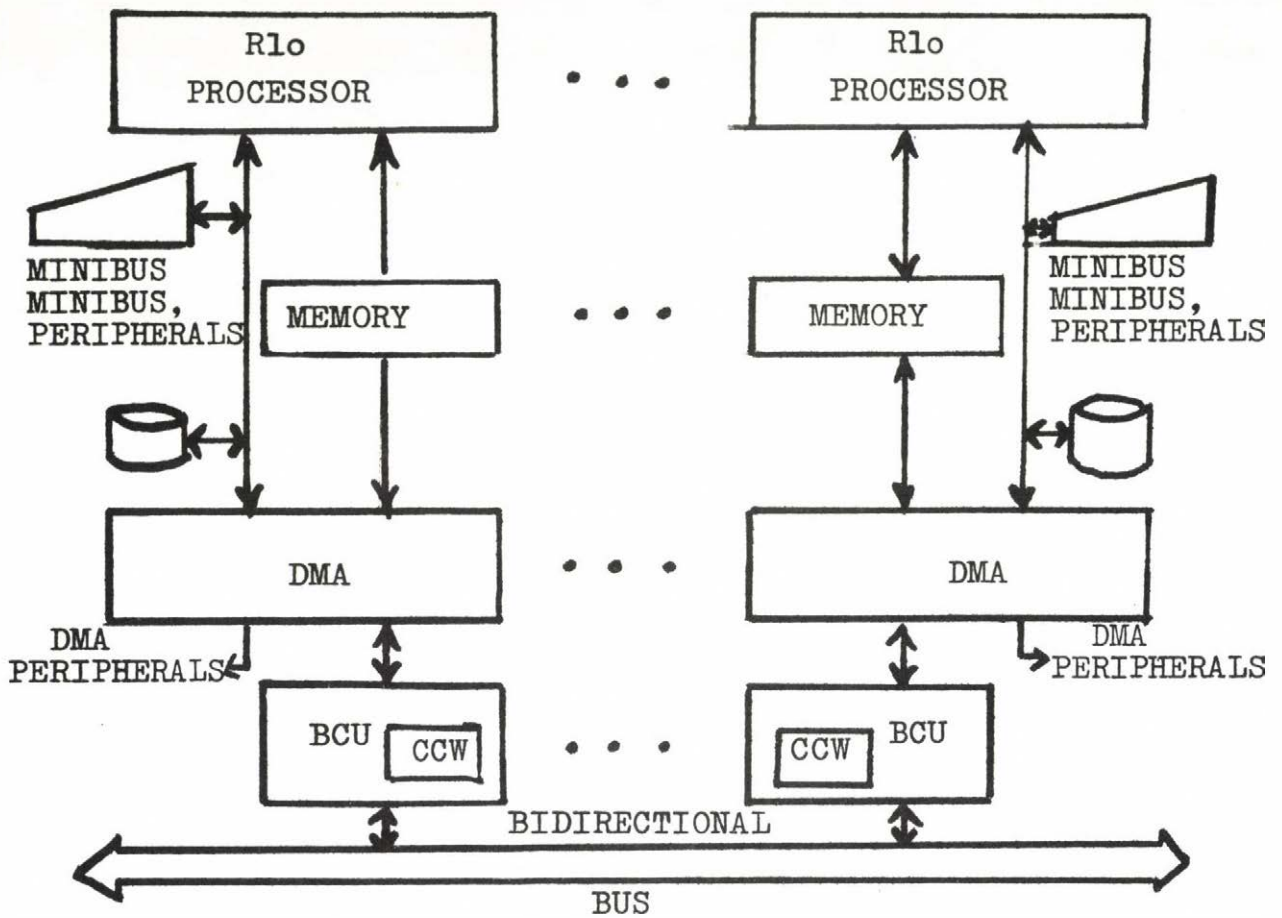 R1o
PROCESSOR
R1o
PROCESSOR
MINIBUS
MINIBUS,
PERIPHERALS
MEMORY
MEMORY
MINIBUS
MINIBUS,
PERIPHERALS
DMA
DMA
DMA
PERIPHERALS
DMA
PERIPHERALS
BCU
CCW
CCW
BCU
BIDIRECTIONAL
BUS